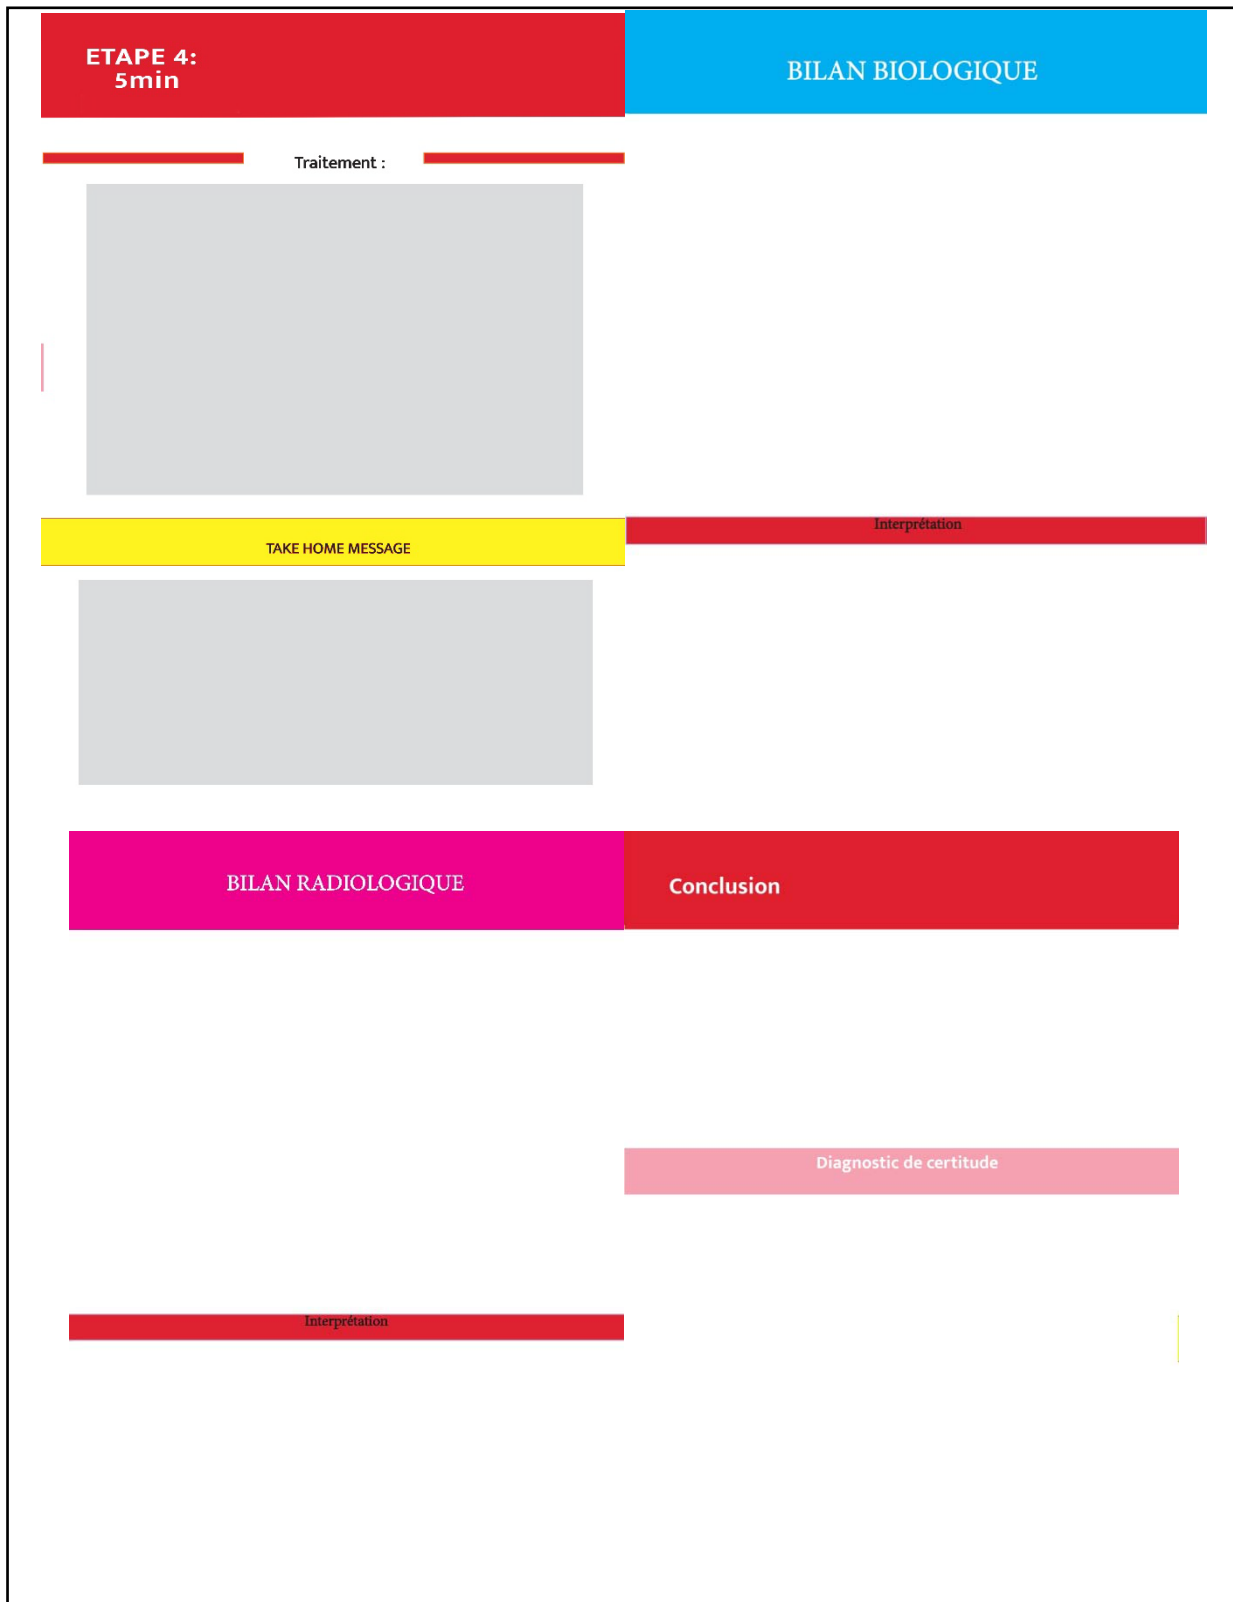 ETAPE 4:
5min
Traitement :
TAKE HOME MESSAGE
BILAN BIOLOGIQUE
Interprétation
BILAN RADIOLOGIQUE
Interprétation
Conclusion
Diagnostic de certitude